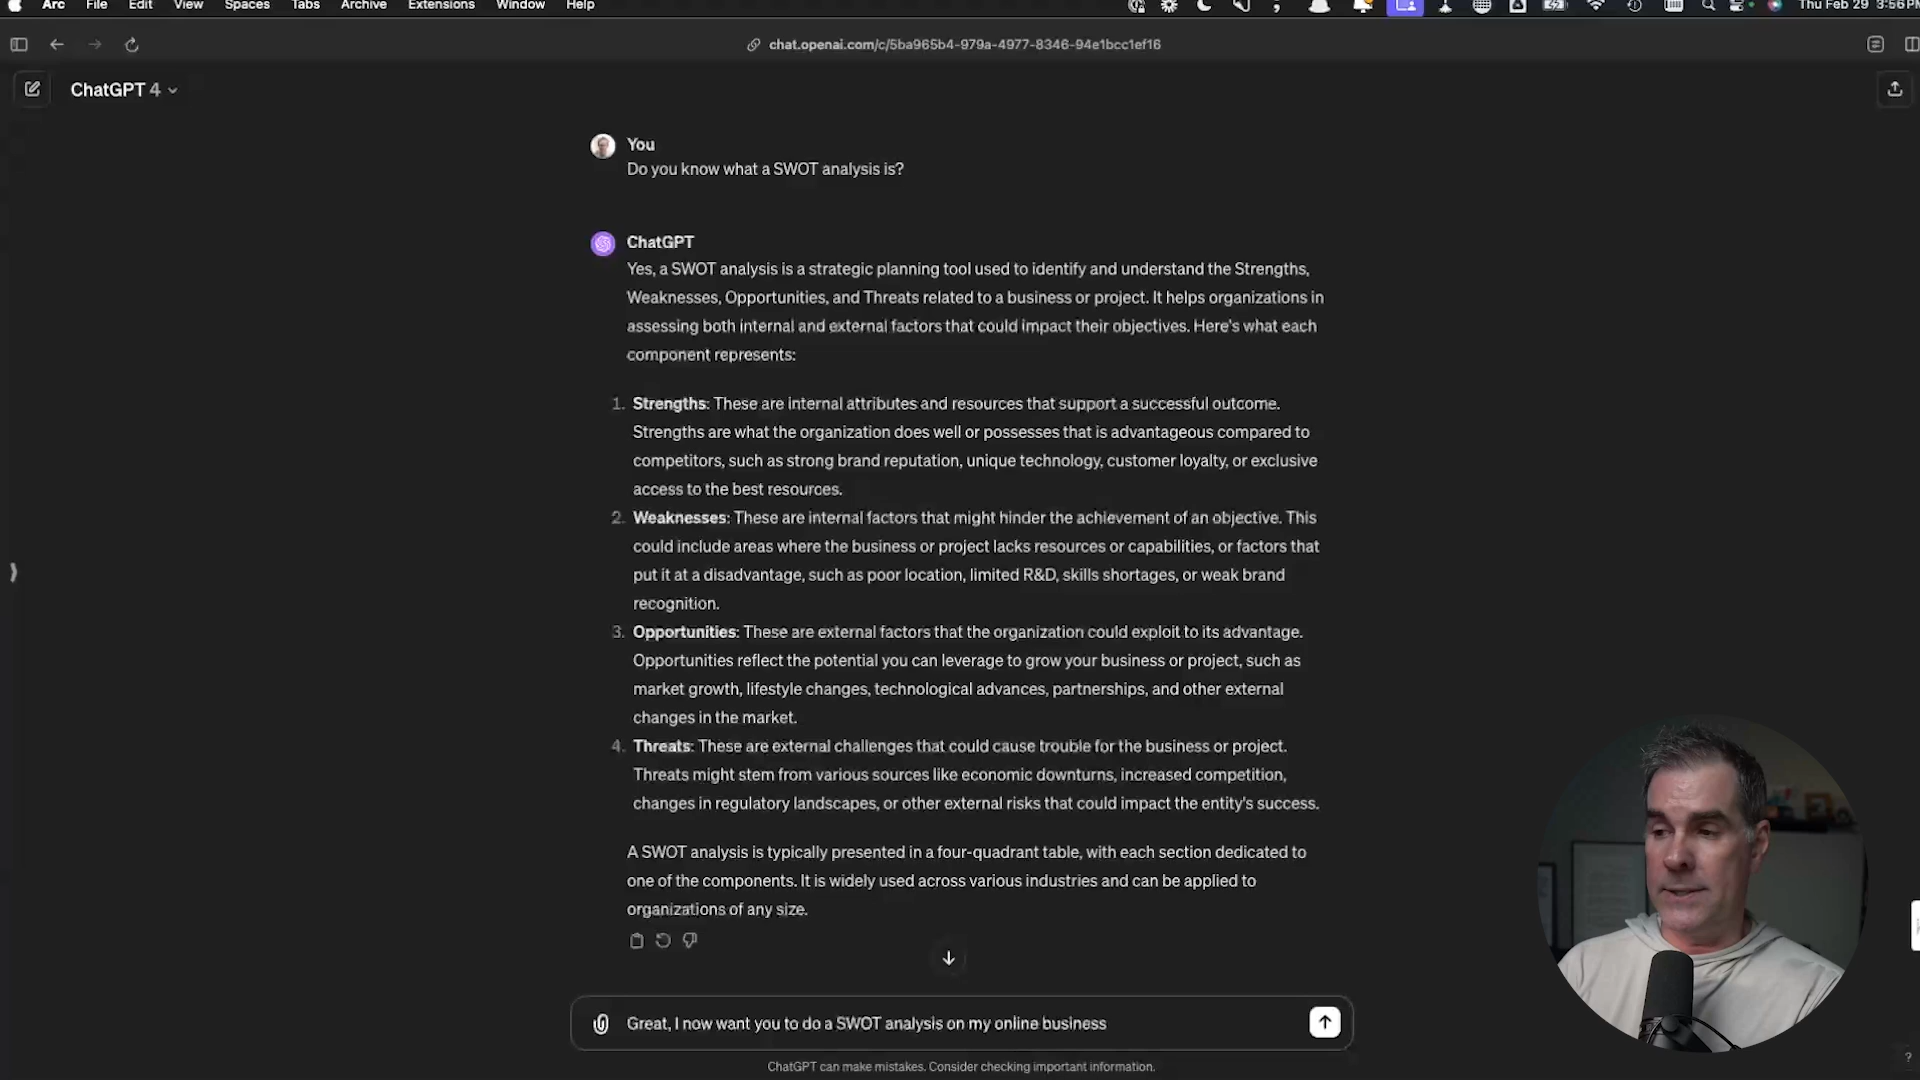 Arc File Edit View Spaces Tabs Archive Extensions Window Help Thu Feb 29 3:56PM
chat.openai.com/c/5ba965b4-979a-4977-8346-94e1bcc1ef16
ChatGPT 4
You
Do you know what a SWOT analysis is?
ChatGPT
Yes, a SWOT analysis is a strategic planning tool used to identify and understand the Strengths,
Weaknesses, Opportunities, and Threats related to a business or project. It helps organizations in
assessing both internal and external factors that could impact their objectives. Here's what each
component represents:
1. Strengths: These are internal attributes and resources that support a successful outcome.
Strengths are what the organization does well or possesses that is advantageous compared to
competitors, such as strong brand reputation, unique technology, customer loyalty, or exclusive
access to the best resources.
2. Weaknesses: These are internal factors that might hinder the achievement of an objective. This
could include areas where the business or project lacks resources or capabilities, or factors that
put it at a disadvantage, such as poor location, limited R&D, skills shortages, or weak brand
recognition.
3. Opportunities: These are external factors that the organization could exploit to its advantage.
Opportunities reflect the potential you can leverage to grow your business or project, such as
market growth, lifestyle changes, technological advances, partnerships, and other external
changes in the market.
4. Threats: These are external challenges that could cause trouble for the business or project.
Threats might stem from various sources like economic downturns, increased competition,
changes in regulatory landscapes, or other external risks that could impact the entity's success.
A SWOT analysis is typically presented in a four-quadrant table, with each section dedicated to
one of the components. It is widely used across various industries and can be applied to
organizations of any size.
Great, I now want you to do a SWOT analysis on my online business
ChatGPT can make mistakes. Consider checking important information.
?